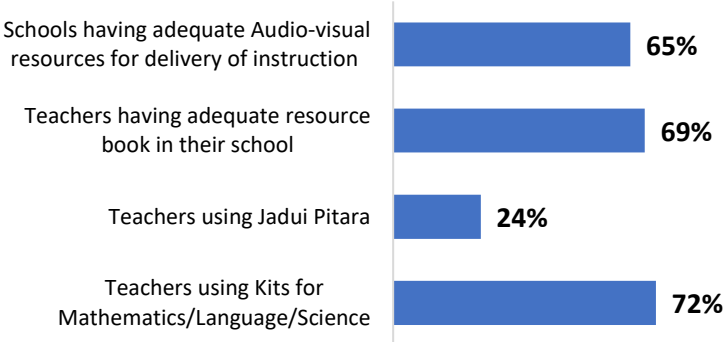 Schools having adequate Audio-visual
resources for delivery of instruction
65%
Teachers having adequate resource
book in their school
69%
Teachers using Jadui Pitara
24%
Teachers using Kits for
Mathematics/Language/Science
72%